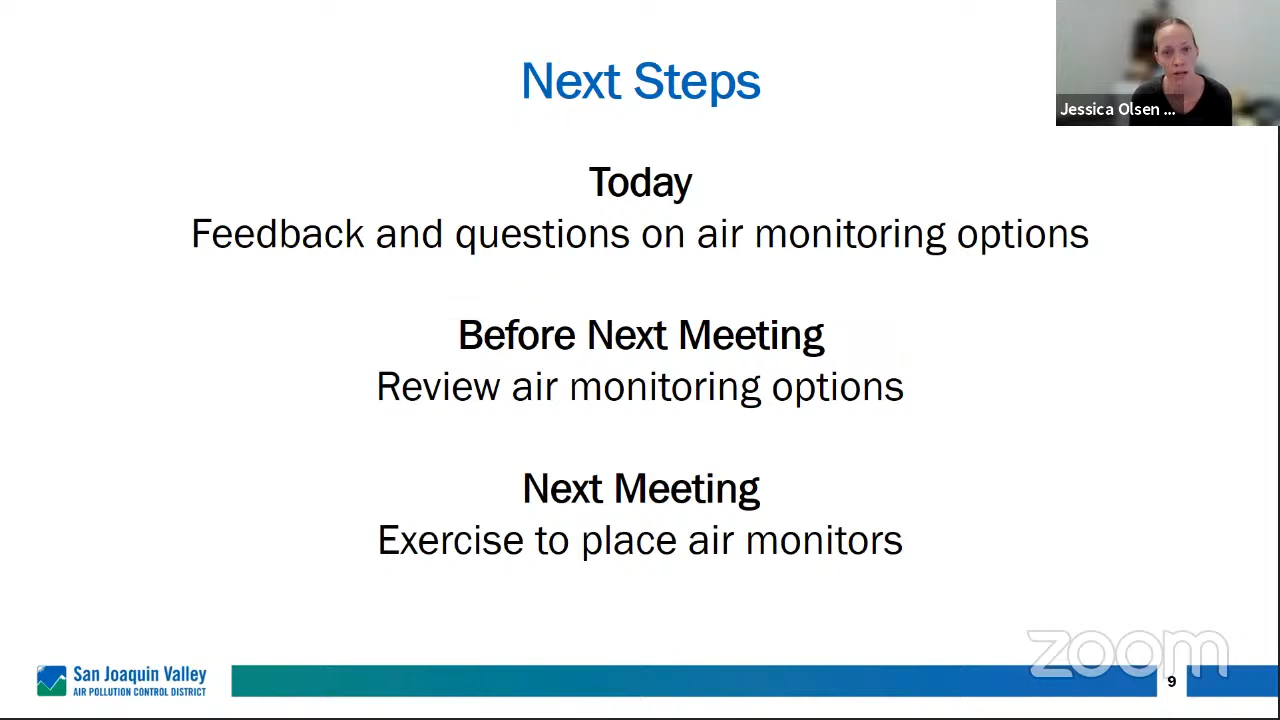 Next Steps
Jessica Olsen ...
Today
Feedback and questions on air monitoring options
Before Next Meeting
Review air monitoring options
Next Meeting
Exercise to place air monitors
zoom
San Joaquin Valley
AIR POLLUTION CONTROL DISTRICT
9